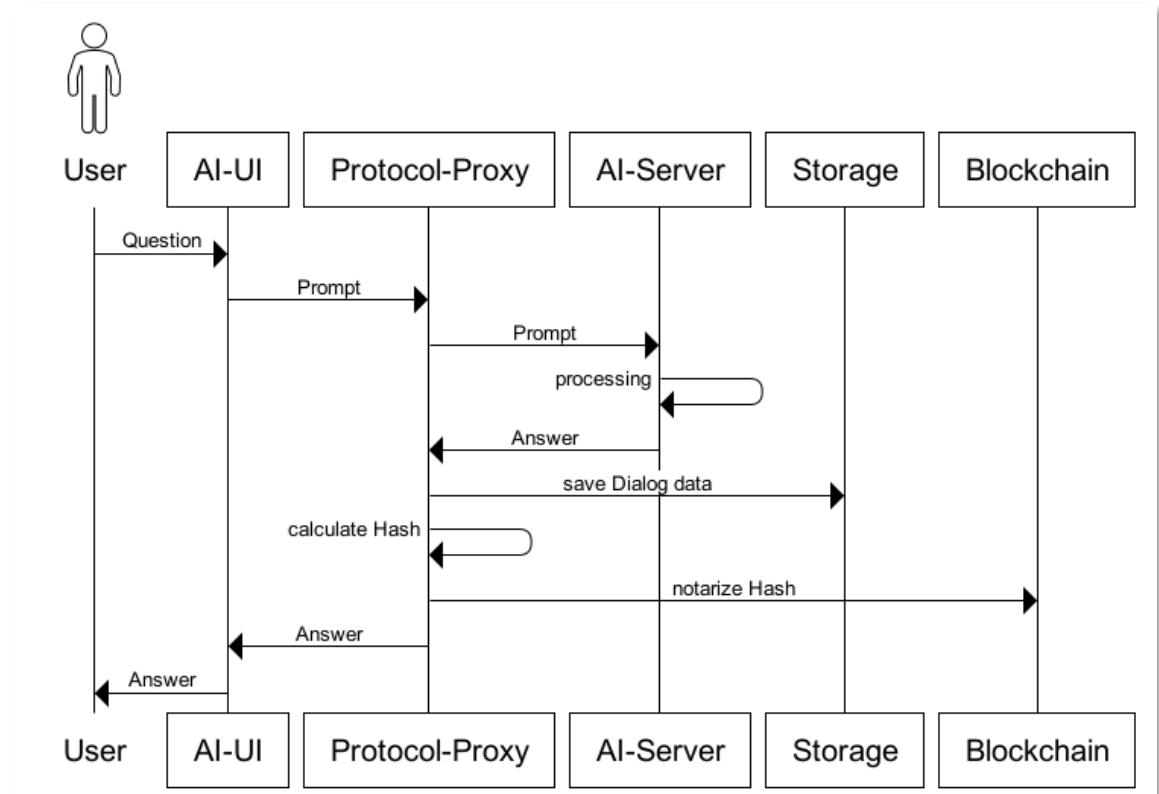 User AI-UI Protocol-Proxy AI-Server Storage Blockchain
Question
Prompt
Prompt
processing
Answer
save Dialog data
calculate Hash
notarize Hash
Answer
Answer
User AI-UI Protocol-Proxy AI-Server Storage Blockchain